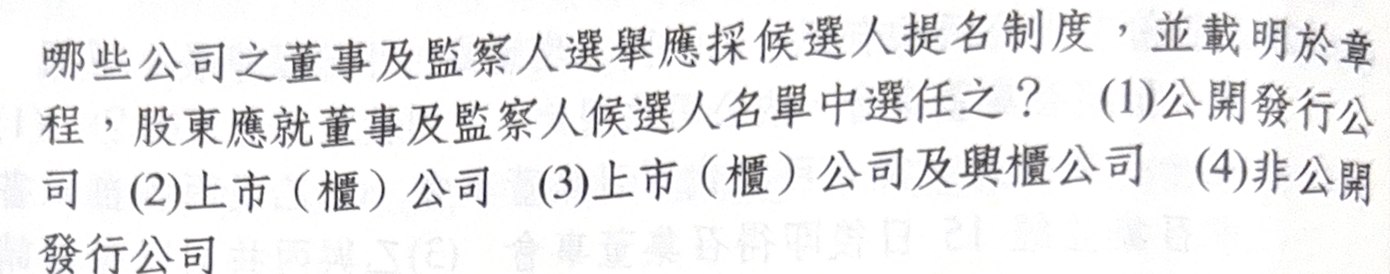 哪些公司之董事及監察人選舉應採候選人提名制度，並載明於章
程，股東應就董事及監察人候選人名單中選任之？ (1)公開發行公
司 (2)上市（櫃）公司 (3)上市（櫃）公司及興櫃公司 (4)非公開
發行公司